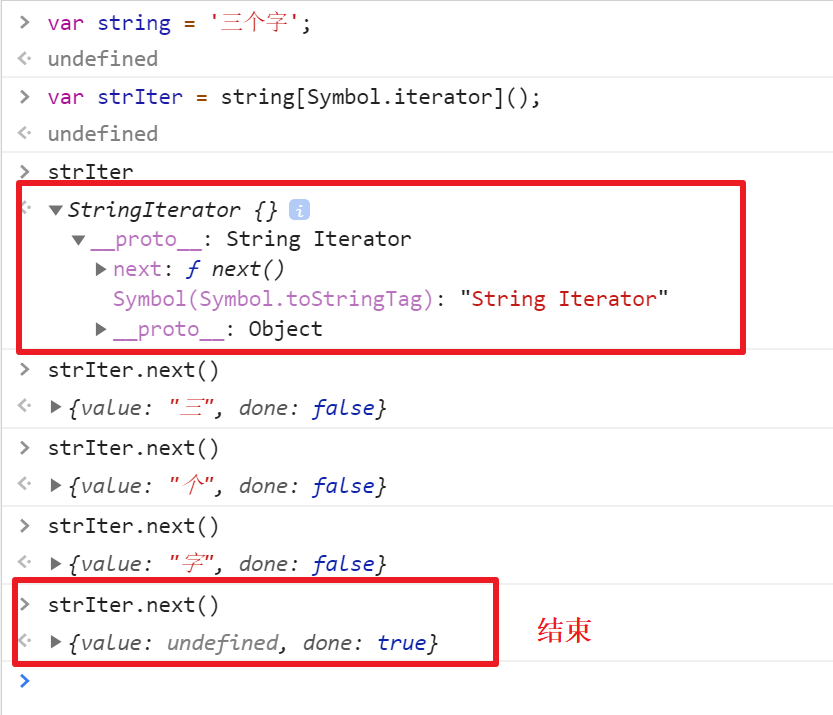 var string = '三个字';
undefined
var strIter = string[Symbol.iterator]();
undefined
strIter
StringIterator {} i
__proto__: String Iterator
next: ƒ next()
Symbol(Symbol.toStringTag): "String Iterator"
__proto__: Object
strIter.next()
{value: "三", done: false}
strIter.next()
{value: "个", done: false}
strIter.next()
{value: "字", done: false}
strIter.next()
{value: undefined, done: true}
结束